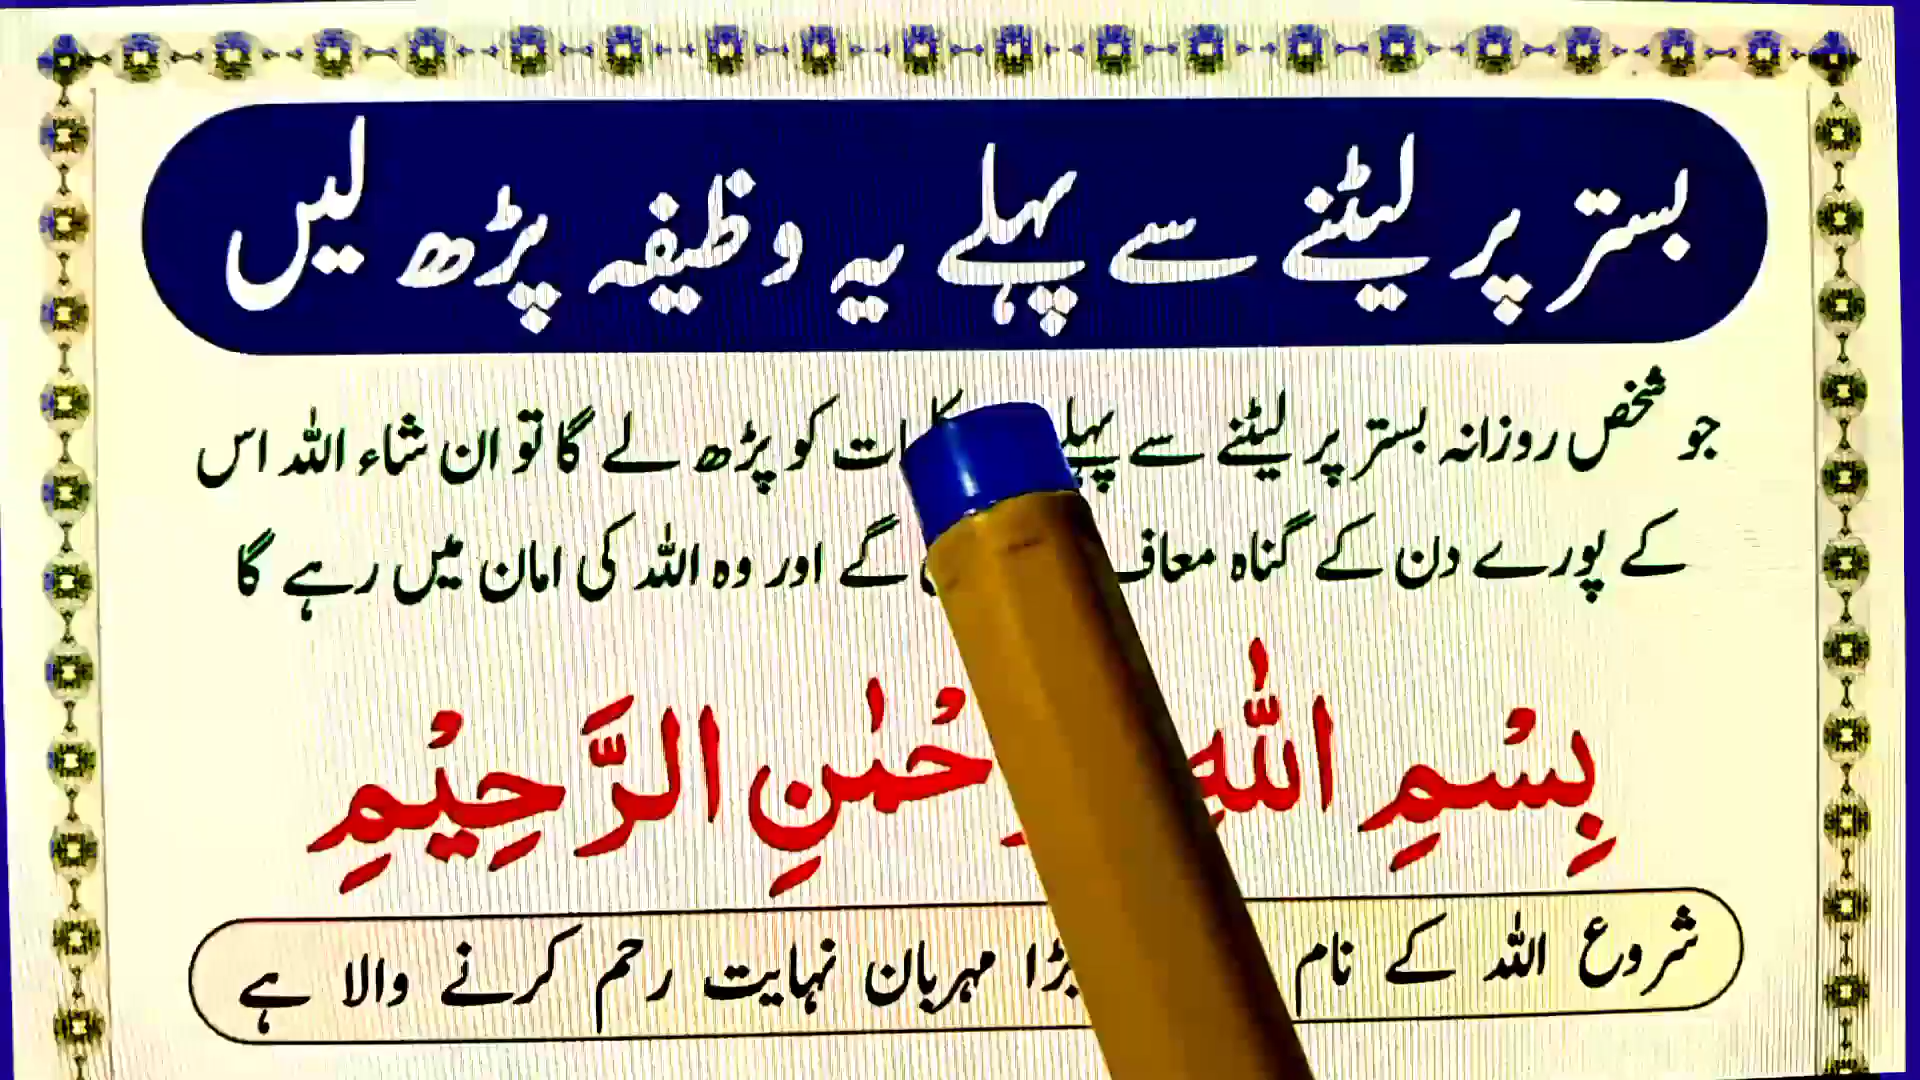 بستر پر لیٹنے سے پہلے یہ وظیفہ پڑھ لیں
جو شخص روزانہ بستر پر لیٹنے سے پہلے کو پڑھ لے گا تو ان شاء اللہ اس
کے پورے دن کے گناہ معاف گے اور وہ اللہ کی امان میں رہے گا
بِسْمِ اللّٰهِ الرَّحِيْمِ
شروع اللہ کے نام بڑا مہربان نہایت رحم کرنے والا ہے